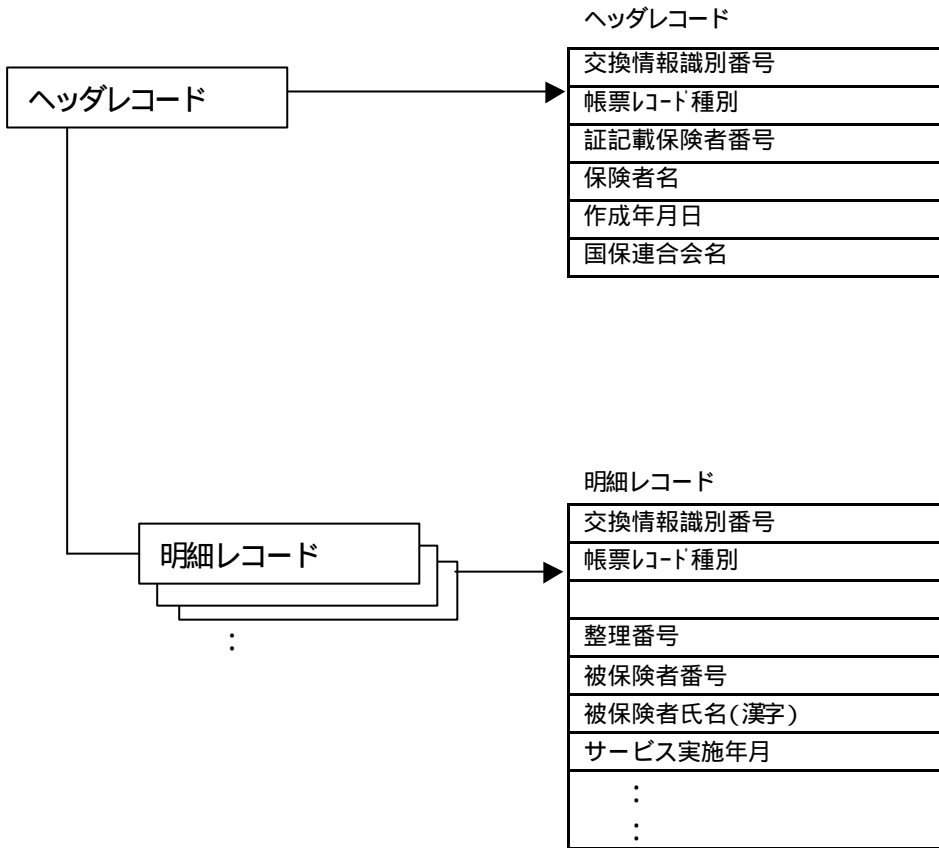 ヘッダレコード
ヘッダレコード
交換情報識別番号
帳票ﾚｺｰﾄﾞ種別
証記載保険者番号
保険者名
作成年月日
国保連合会名
明細レコード
明細レコード
:
交換情報識別番号
帳票ﾚｺｰﾄﾞ種別
整理番号
被保険者番号
被保険者氏名(漢字)
サービス実施年月
:
: